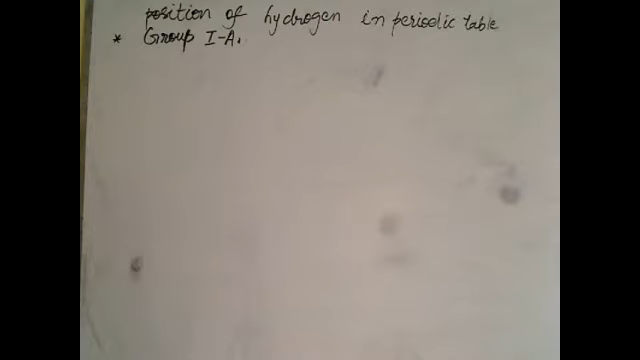 position of hydrogen in periodic table
* Group I-A.